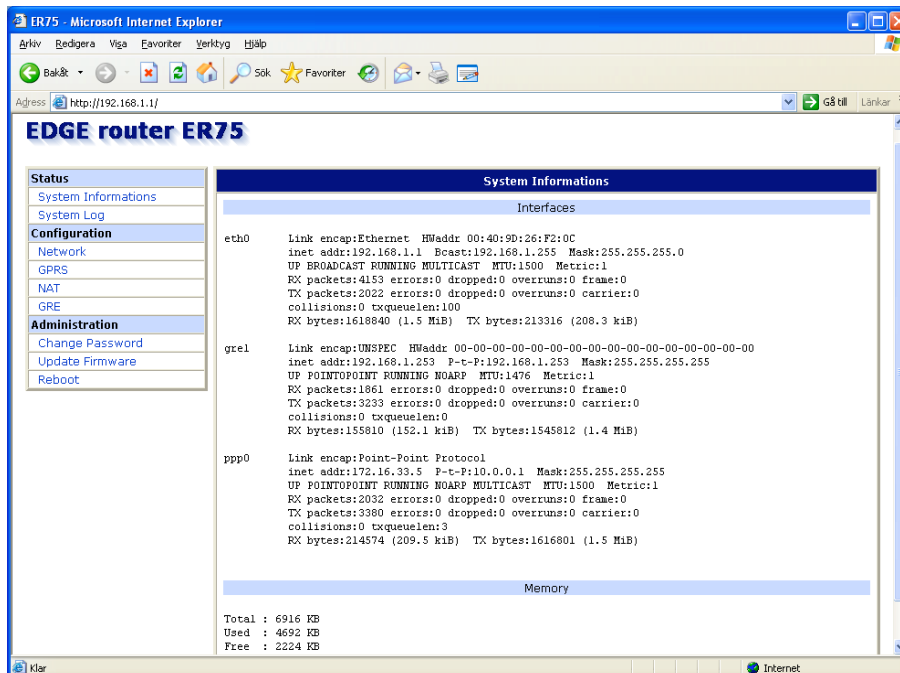 ER75 - Microsoft Internet Explorer
Arkiv Redigera Visa Favoriter Verktyg Hjälp
Bakåt Sök Favoriter
Adress http://192.168.1.1/ Gå till Länkar
EDGE router ER75
Status
System Informations
System Log
Configuration
Network
GPRS
NAT
GRE
Administration
Change Password
Update Firmware
Reboot
System Informations
Interfaces
eth0 Link encap:Ethernet HWaddr 00:40:9D:26:F2:0C
inet addr:192.168.1.1 Bcast:192.168.1.255 Mask:255.255.255.0
UP BROADCAST RUNNING MULTICAST MTU:1500 Metric:1
RX packets:4153 errors:0 dropped:0 overruns:0 frame:0
TX packets:2022 errors:0 dropped:0 overruns:0 carrier:0
collisions:0 txqueuelen:100
RX bytes:1618840 (1.5 MiB) TX bytes:213316 (208.3 kiB)
gre1 Link encap:UNSPEC HWaddr 00-00-00-00-00-00-00-00-00-00-00-00-00-00-00-00
inet addr:192.168.1.253 P-t-P:192.168.1.253 Mask:255.255.255.255
UP POINTOPOINT RUNNING NOARP MTU:1476 Metric:1
RX packets:1861 errors:0 dropped:0 overruns:0 frame:0
TX packets:3233 errors:0 dropped:0 overruns:0 carrier:0
collisions:0 txqueuelen:0
RX bytes:155810 (152.1 kiB) TX bytes:1545812 (1.4 MiB)
ppp0 Link encap:Point-Point Protocol
inet addr:172.16.33.5 P-t-P:10.0.0.1 Mask:255.255.255.255
UP POINTOPOINT RUNNING NOARP MULTICAST MTU:1500 Metric:1
RX packets:2032 errors:0 dropped:0 overruns:0 frame:0
TX packets:3380 errors:0 dropped:0 overruns:0 carrier:0
collisions:0 txqueuelen:3
RX bytes:214574 (209.5 kiB) TX bytes:1616801 (1.5 MiB)
Memory
Total : 6916 KB
Used : 4692 KB
Free : 2224 KB
Klar Internet